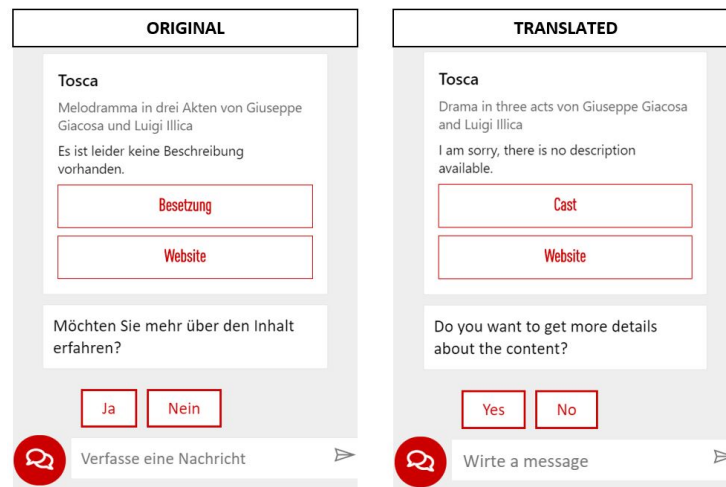 ORIGINAL
Tosca
Melodramma in drei Akten von Giuseppe
Giacosa und Luigi Illica
Es ist leider keine Beschreibung
vorhanden.
Besetzung
Website
Möchten Sie mehr über den Inhalt
erfahren?
Ja
Nein
Verfasse eine Nachricht
TRANSLATED
Tosca
Drama in three acts von Giuseppe Giacosa
and Luigi Illica
I am sorry, there is no description
available.
Cast
Website
Do you want to get more details
about the content?
Yes
No
Wirte a message